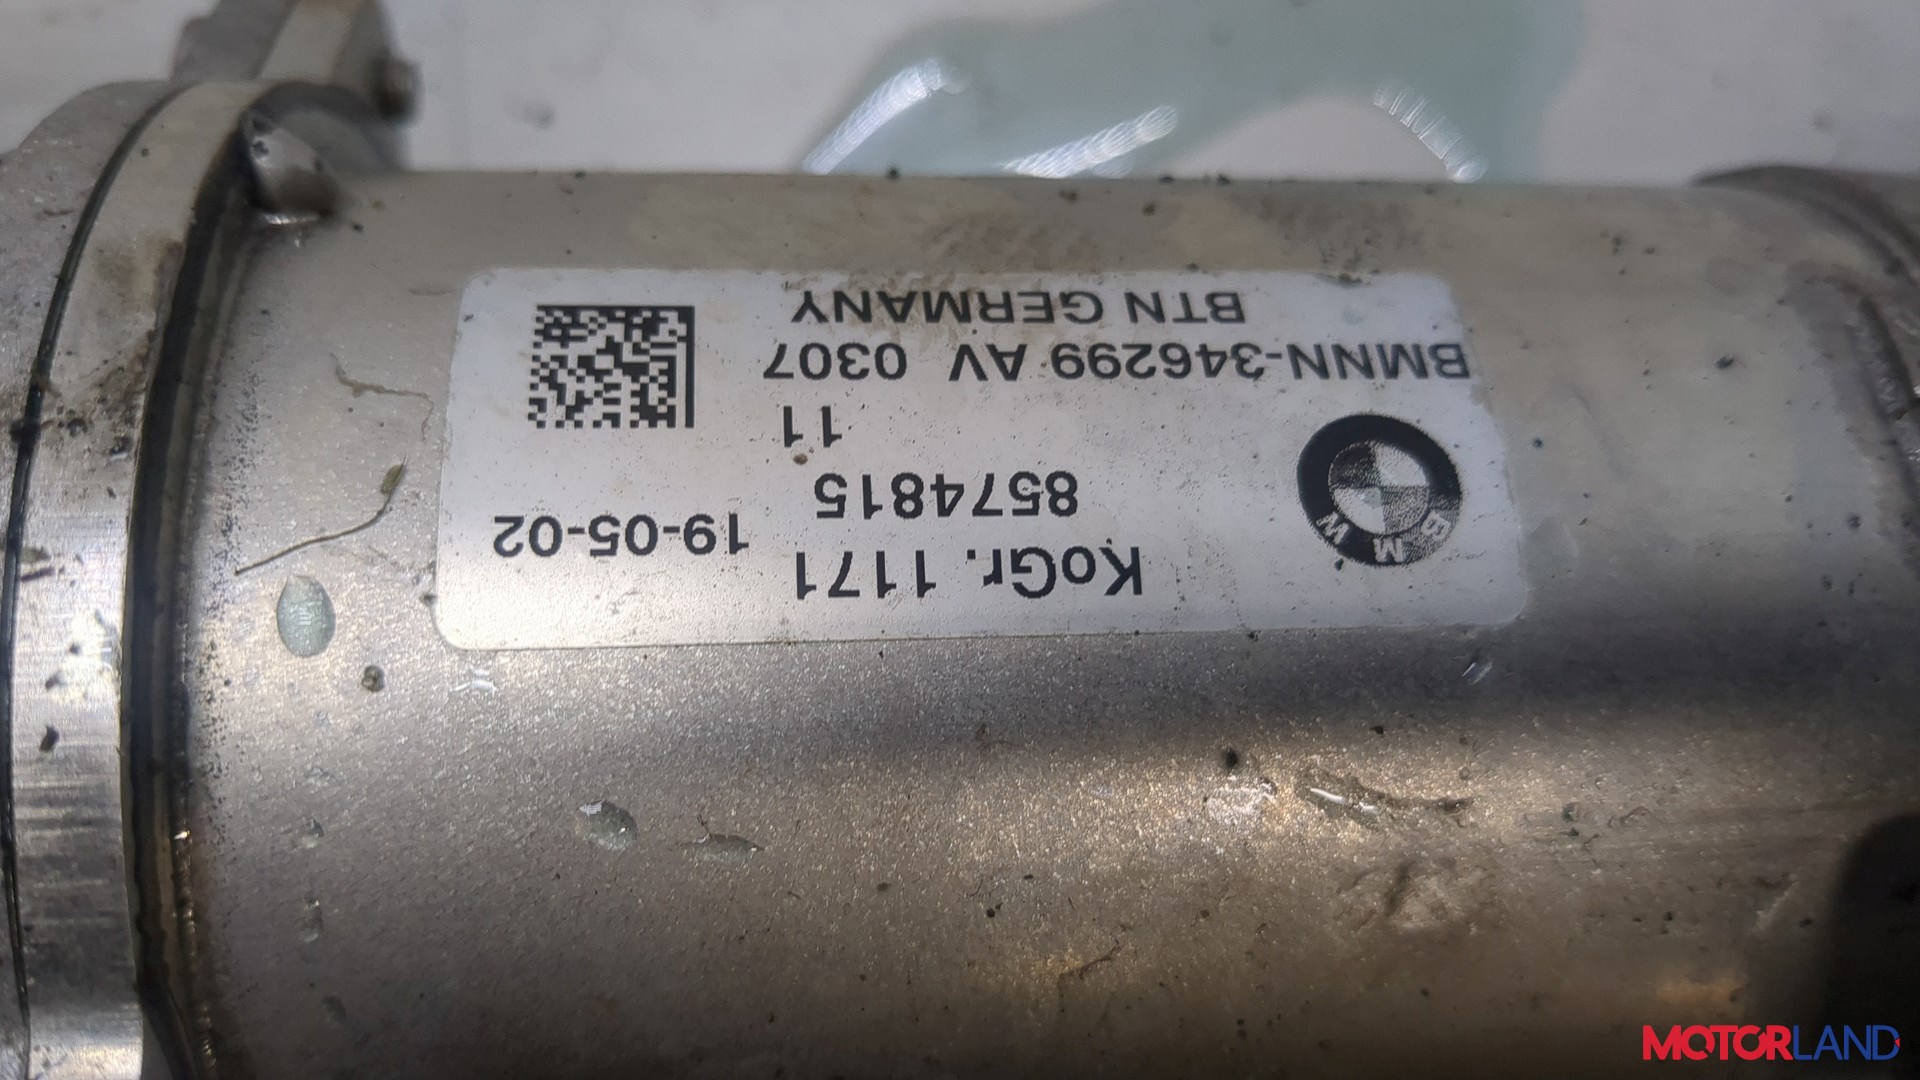 KoGr. 1171
19-05-02
8574815
11
BMNN-346299 AV 0307
BTN GERMANY
BMW
MOTORLAND